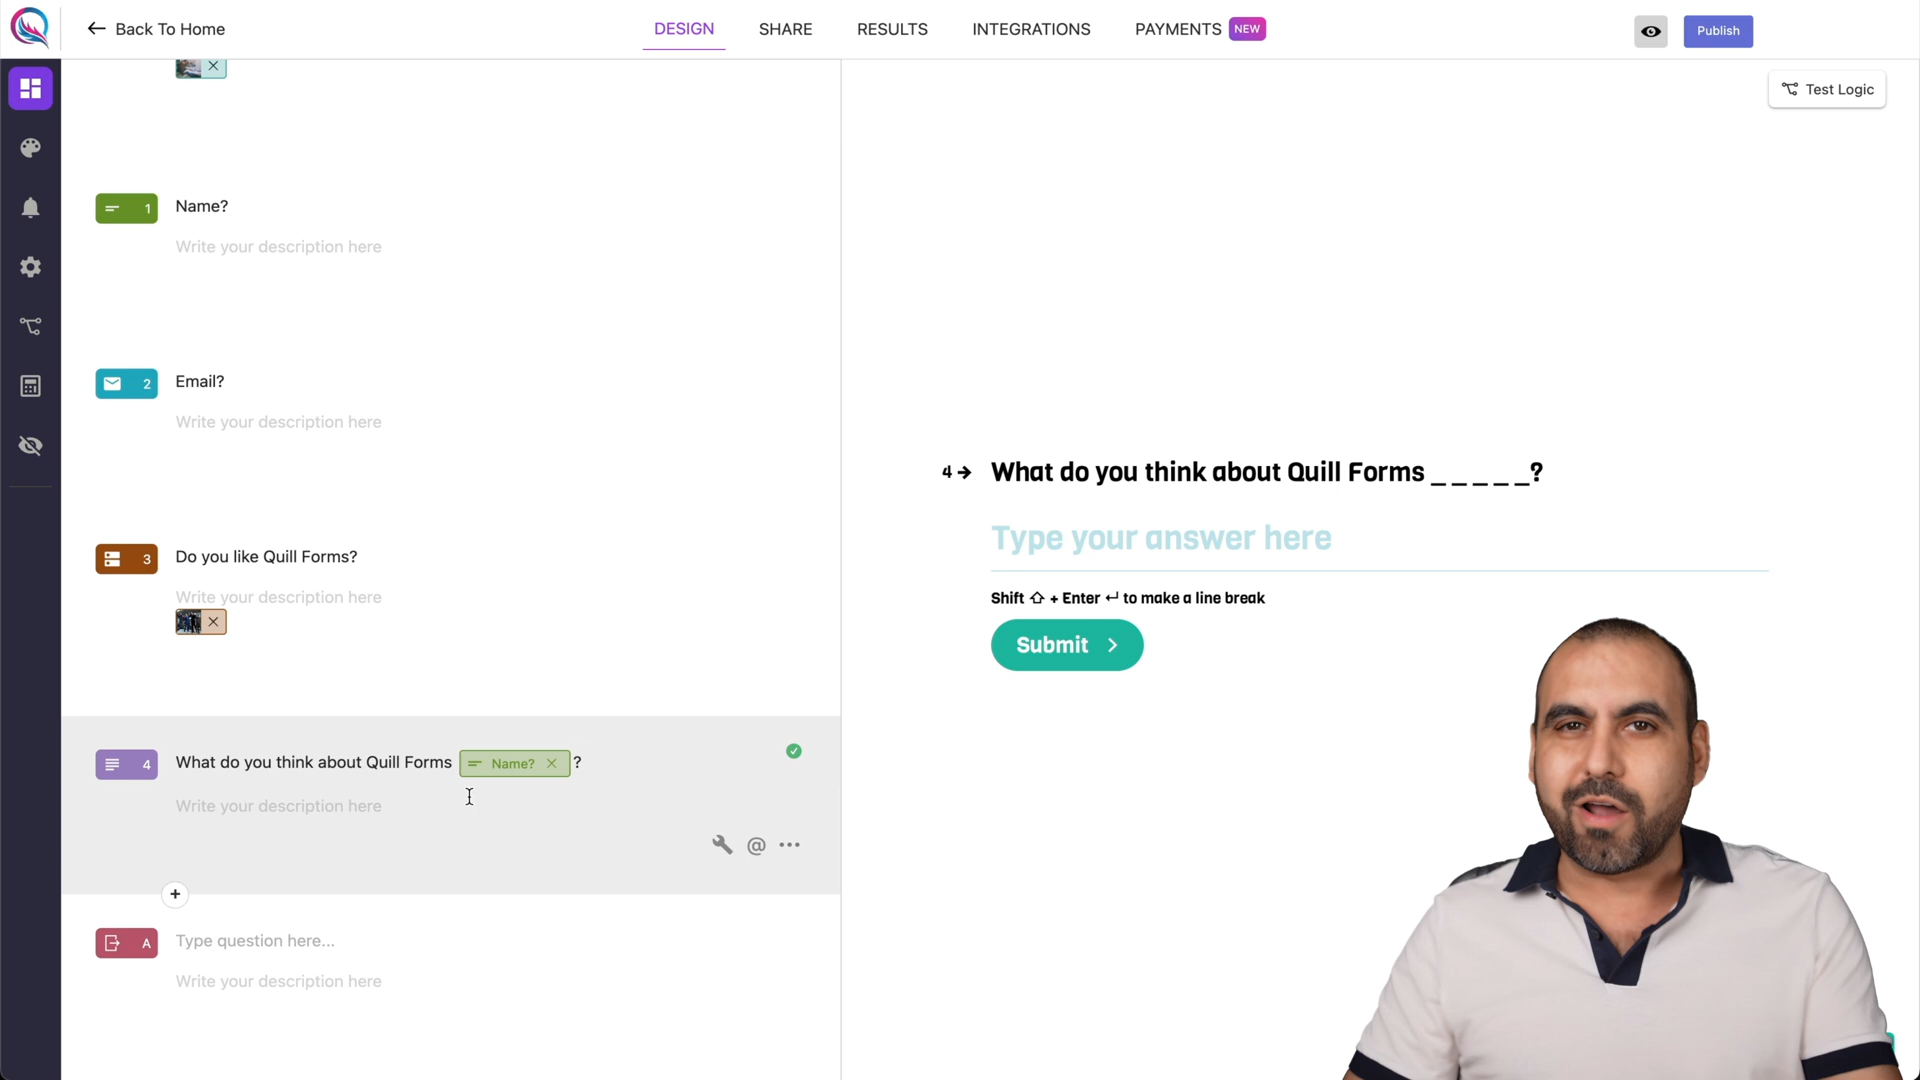 Back To Home
DESIGN
SHARE
RESULTS
INTEGRATIONS
PAYMENTS NEW
Publish
Test Logic
1 Name?
Write your description here
2 Email?
Write your description here
3 Do you like Quill Forms?
Write your description here
4 What do you think about Quill Forms Name? ?
Write your description here
A Type question here...
Write your description here
4 → What do you think about Quill Forms _ _ _ _ _?
Type your answer here
Shift ⇧ + Enter ↵ to make a line break
Submit